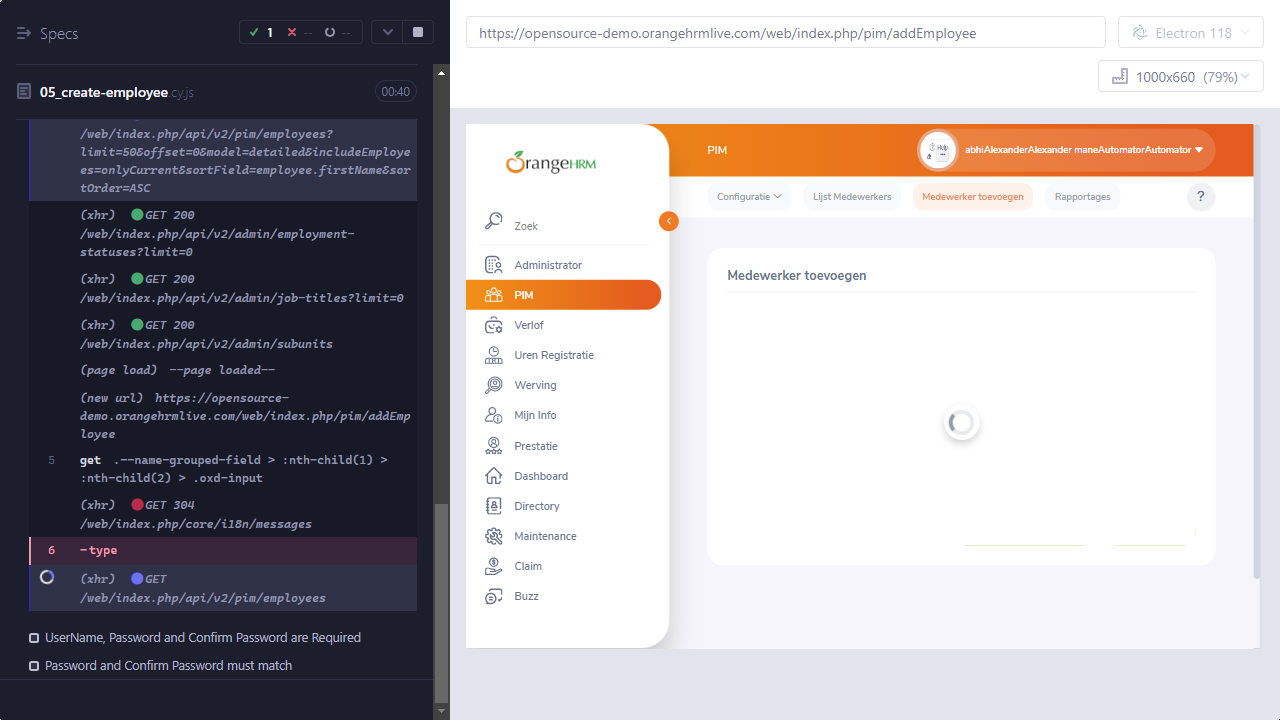 Specs
1
--
--
05_create-employee.cy.js
00:40
/web/index.php/api/v2/pim/employees?
limit=50&offset=0&model=detailed&includeEmploye
es=onlyCurrent&sortField=employee.firstName&sor
tOrder=ASC
(xhr) GET 200
/web/index.php/api/v2/admin/employment-
statuses?limit=0
(xhr) GET 200
/web/index.php/api/v2/admin/job-titles?limit=0
(xhr) GET 200
/web/index.php/api/v2/admin/subunits
(page load) --page loaded--
(new url) https://opensource-
demo.orangehrmlive.com/web/index.php/pim/addEmp
loyee
5 get .--name-grouped-field > :nth-child(1) >
:nth-child(2) > .oxd-input
(xhr) GET 304
/web/index.php/core/i18n/messages
6 -type
(xhr) GET
/web/index.php/api/v2/pim/employees
UserName, Password and Confirm Password are Required
Password and Confirm Password must match
https://opensource-demo.orangehrmlive.com/web/index.php/pim/addEmployee
Electron 118
1000x660 (79%)
OrangeHRM
Zoek
Administrator
PIM
Verlof
Uren Registratie
Werving
Mijn Info
Prestatie
Dashboard
Directory
Maintenance
Claim
Buzz
PIM
Help
abhiAlexanderAlexander maneAutomatorAutomator
Configuratie
Lijst Medewerkers
Medewerker toevoegen
Rapportages
?
Medewerker toevoegen